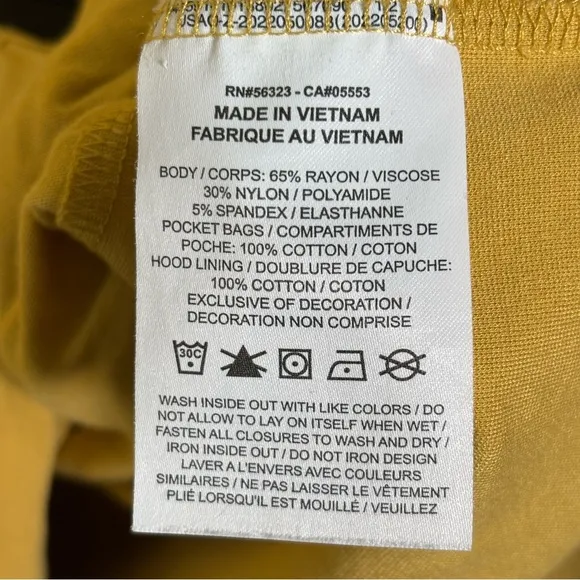 RN#56323 - CA#05553
MADE IN VIETNAM
FABRIQUE AU VIETNAM
BODY / CORPS: 65% RAYON / VISCOSE
30% NYLON / POLYAMIDE
5% SPANDEX / ELASTHANNE
POCKET BAGS / COMPARTIMENTS DE
POCHE: 100% COTTON / COTON
HOOD LINING / DOUBLURE DE CAPUCHE:
100% COTTON / COTON
EXCLUSIVE OF DECORATION /
DECORATION NON COMPRISE
30C
WASH INSIDE OUT WITH LIKE COLORS / DO
NOT ALLOW TO LAY ON ITSELF WHEN WET /
FASTEN ALL CLOSURES TO WASH AND DRY /
IRON INSIDE OUT / DO NOT IRON DESIGN
LAVER A L'ENVERS AVEC COULEURS
SIMILAIRES / NE PAS LAISSER LE VÊTEMENT
PLIÉ LORSQU'IL EST MOUILLÉ / VEUILLEZ